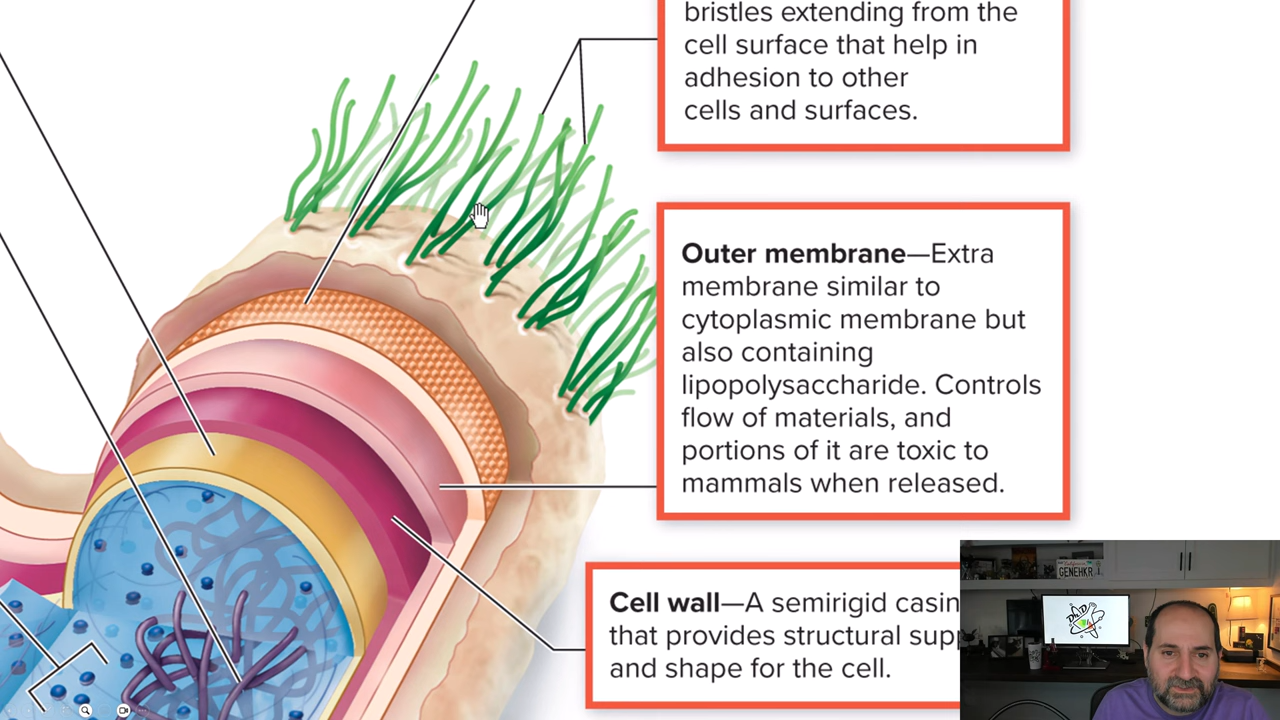 bristles extending from the
cell surface that help in
adhesion to other
cells and surfaces.
Outer membrane—Extra
membrane similar to
cytoplasmic membrane but
also containing
lipopolysaccharide. Controls
flow of materials, and
portions of it are toxic to
mammals when released.
Cell wall—A semirigid casin
that provides structural supp
and shape for the cell.
GENEHKR